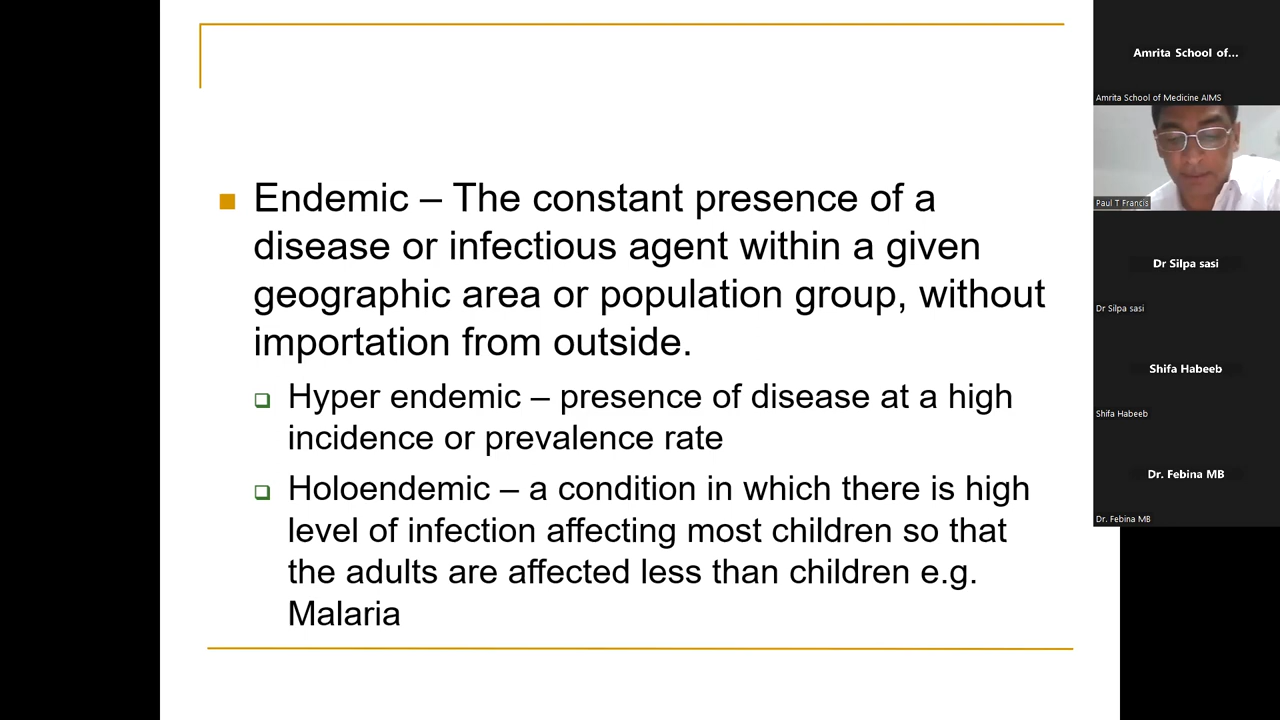 Endemic – The constant presence of a
disease or infectious agent within a given
geographic area or population group, without
importation from outside.
Hyper endemic – presence of disease at a high
incidence or prevalence rate
Holoendemic – a condition in which there is high
level of infection affecting most children so that
the adults are affected less than children e.g.
Malaria
Amrita School of...
Amrita School of Medicine AIMS
Paul T Francis
Dr Silpa sasi
Dr Silpa sasi
Shifa Habeeb
Shifa Habeeb
Dr. Febina MB
Dr. Febina MB